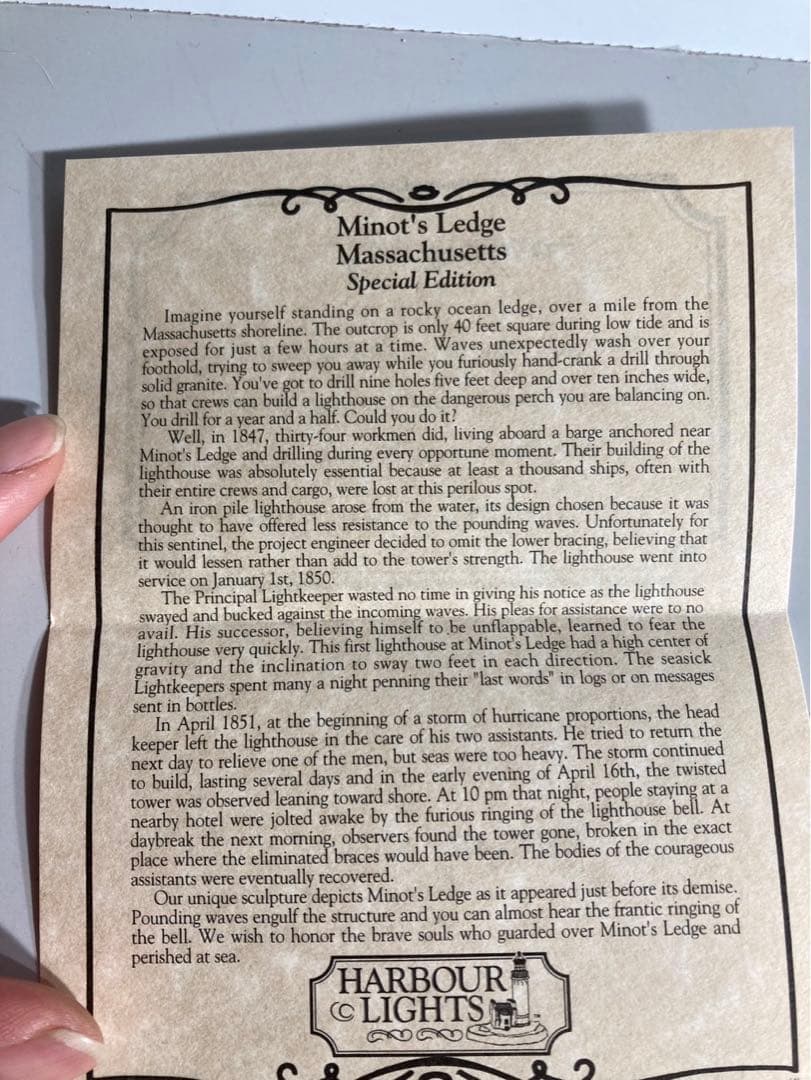 Minot's Ledge
Massachusetts
Special Edition
Imagine yourself standing on a rocky ocean ledge, over a mile from the
Massachusetts shoreline. The outcrop is only 40 feet square during low tide and is
exposed for just a few hours at a time. Waves unexpectedly wash over your
foothold, trying to sweep you away while you furiously hand-crank a drill through
solid granite. You've got to drill nine holes five feet deep and over ten inches wide,
so that crews can build a lighthouse on the dangerous perch you are balancing on.
You drill for a year and a half. Could you do it?
Well, in 1847, thirty-four workmen did, living aboard a barge anchored near
Minot's Ledge and drilling during every opportune moment. Their building of the
lighthouse was absolutely essential because at least a thousand ships, often with
their entire crews and cargo, were lost at this perilous spot.
An iron pile lighthouse arose from the water, its design chosen because it was
thought to have offered less resistance to the pounding waves. Unfortunately for
this sentinel, the project engineer decided to omit the lower bracing, believing that
it would lessen rather than add to the tower's strength. The lighthouse went into
service on January 1st, 1850.
The Principal Lightkeeper wasted no time in giving his notice as the lighthouse
swayed and bucked against the incoming waves. His pleas for assistance were to no
avail. His successor, believing himself to be unflappable, learned to fear the
lighthouse very quickly. This first lighthouse at Minot's Ledge had a high center of
gravity and the inclination to sway two feet in each direction. The seasick
Lightkeepers spent many a night penning their "last words" in logs or on messages
sent in bottles.
In April 1851, at the beginning of a storm of hurricane proportions, the head
keeper left the lighthouse in the care of his two assistants. He tried to return the
next day to relieve one of the men, but seas were too heavy. The storm continued
to build, lasting several days and in the early evening of April 16th, the twisted
tower was observed leaning toward shore. At 10 pm that night, people staying at a
nearby hotel were jolted awake by the furious ringing of the lighthouse bell. At
daybreak the next morning, observers found the tower gone, broken in the exact
place where the eliminated braces would have been. The bodies of the courageous
assistants were eventually recovered.
Our unique sculpture depicts Minot's Ledge as it appeared just before its demise.
Pounding waves engulf the structure and you can almost hear the frantic ringing of
the bell. We wish to honor the brave souls who guarded over Minot's Ledge and
perished at sea.
HARBOUR
LIGHTS